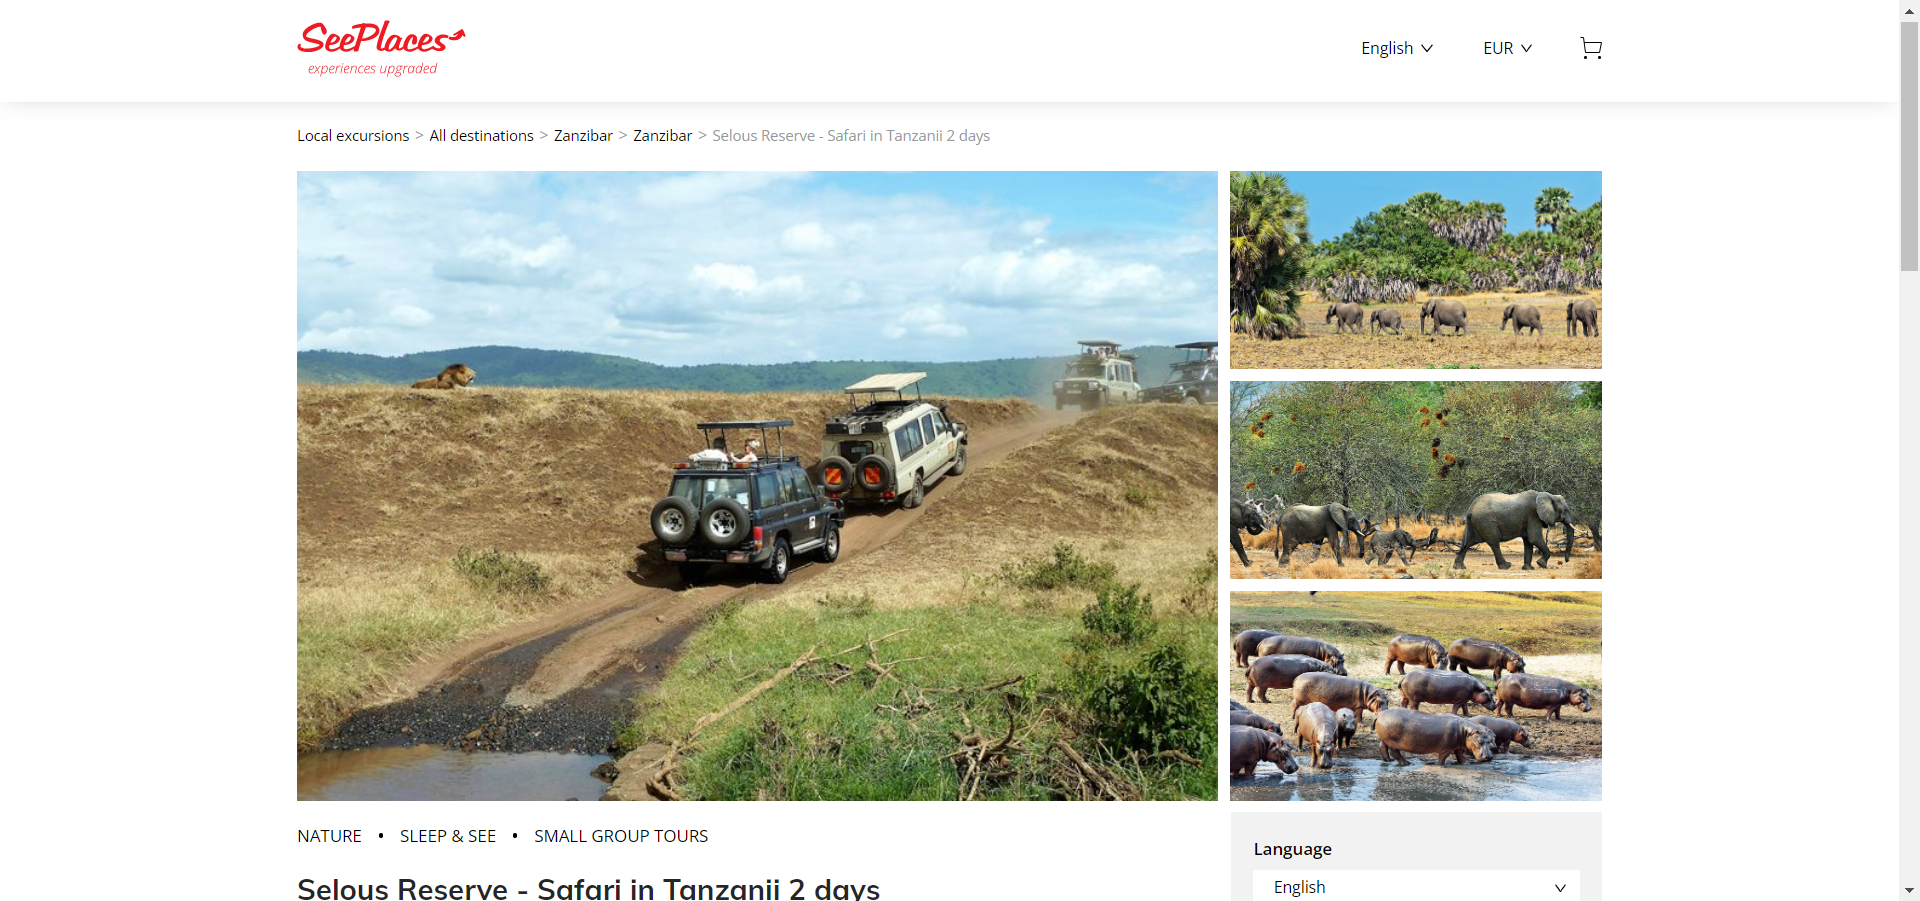 SeePlaces
experiences upgraded
English
EUR
Local excursions > All destinations > Zanzibar > Zanzibar > Selous Reserve - Safari in Tanzanii 2 days
NATURE • SLEEP & SEE • SMALL GROUP TOURS
Selous Reserve - Safari in Tanzanii 2 days
Language
English